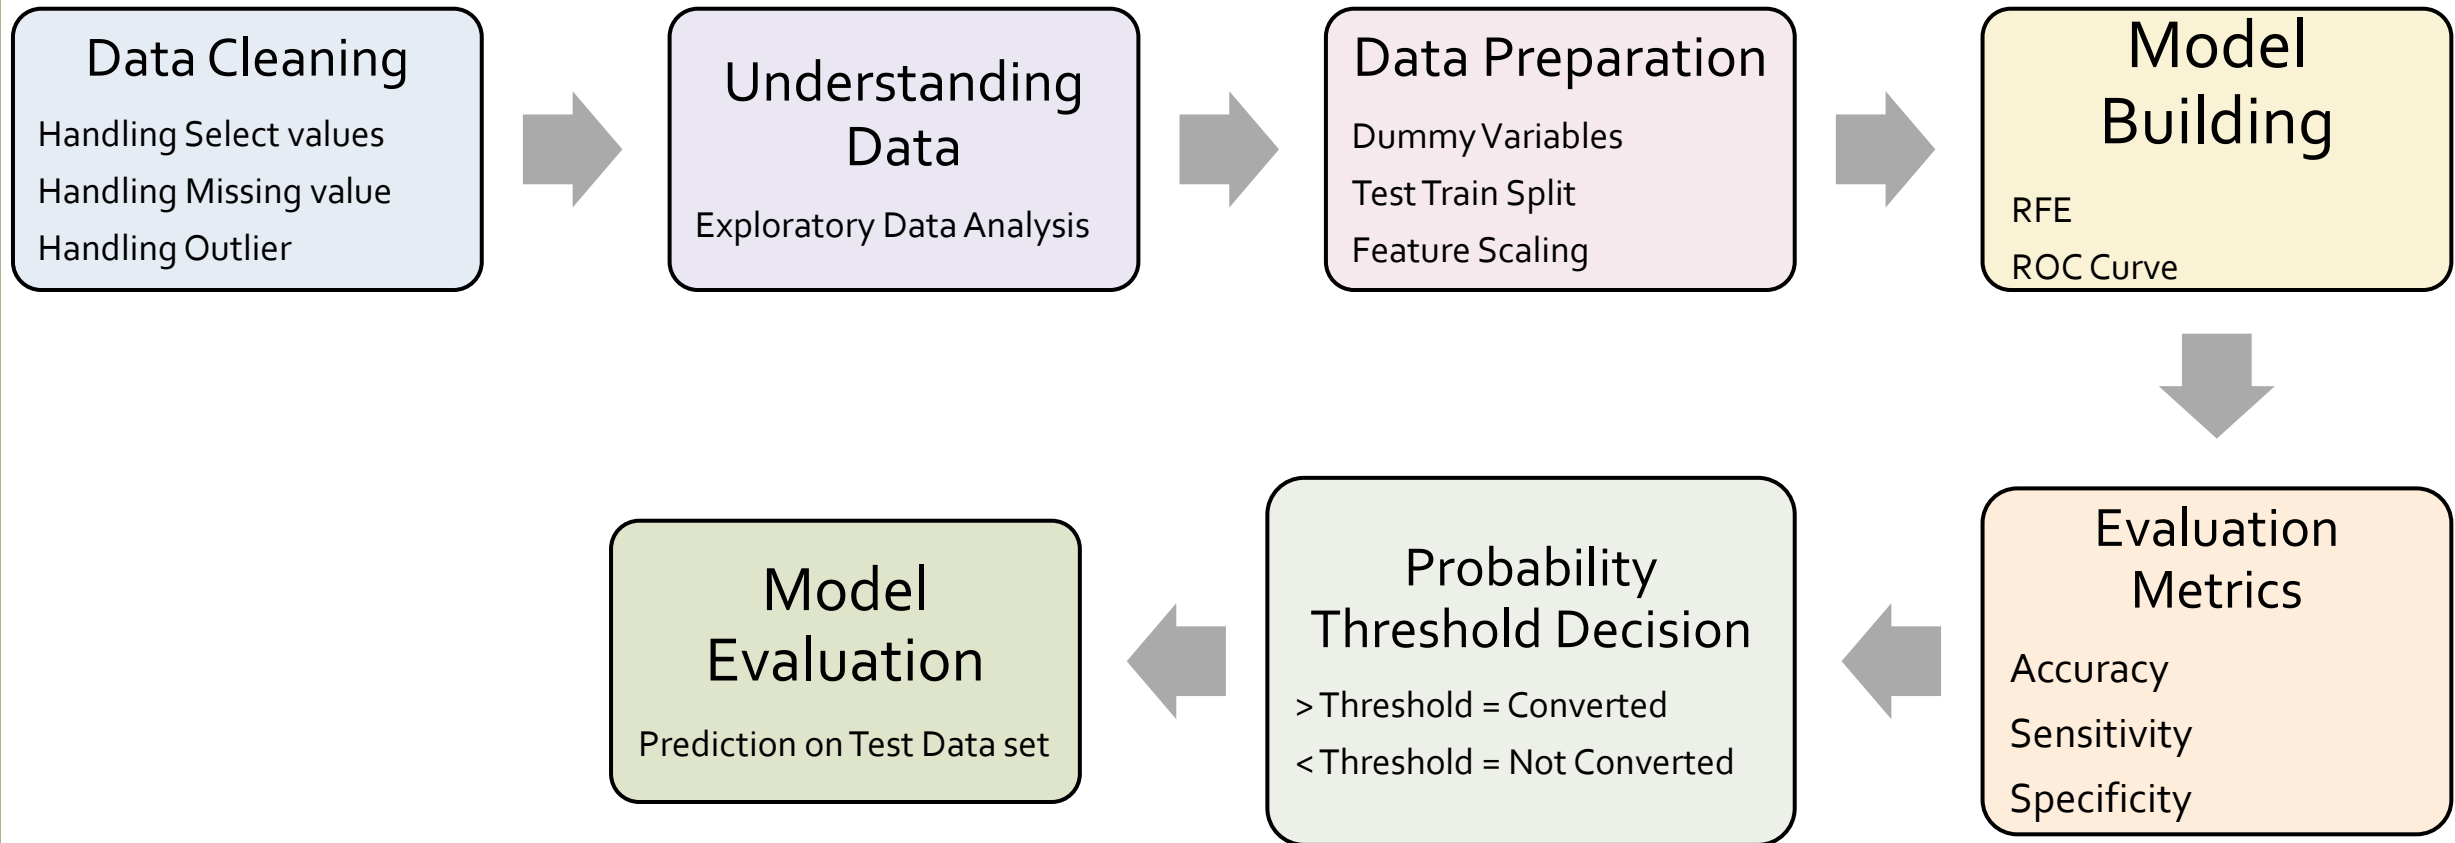 Data Cleaning
Handling Select values
Handling Missing value
Handling Outlier
Understanding
Data
Exploratory Data Analysis
Data Preparation
Dummy Variables
Test Train Split
Feature Scaling
Model
Building
RFE
ROC Curve
Evaluation
Metrics
Accuracy
Sensitivity
Specificity
Probability
Threshold Decision
> Threshold = Converted
< Threshold = Not Converted
Model
Evaluation
Prediction on Test Data set